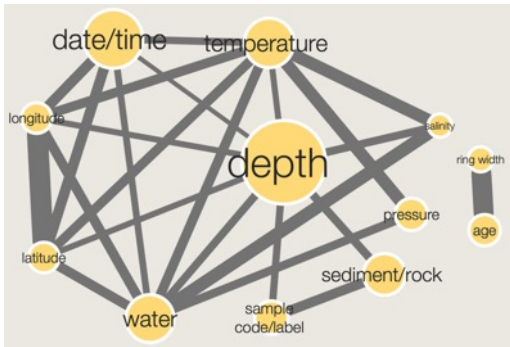 date/time
temperature
longitude
salinity
ring width
depth
pressure
age
latitude
sediment/rock
sample
code/label
water